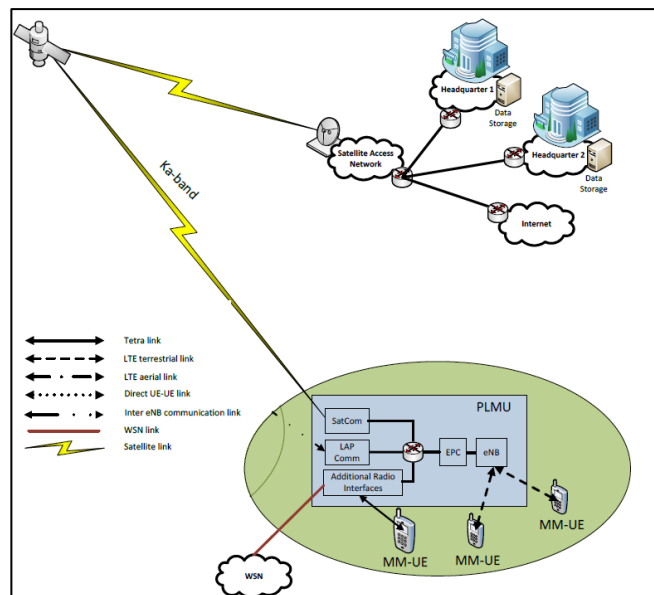 Headquarter 1
Data
Storage
Headquarter 2
Data
Storage
Satellite Access
Network
Internet
Ka-band
Tetra link
LTE terrestrial link
LTE aerial link
Direct UE-UE link
Inter eNB communication link
WSN link
Satellite link
PLMU
SatCom
LAP
Comm
EPC
eNB
Additional Radio
Interfaces
MM-UE
MM-UE
MM-UE
WSN